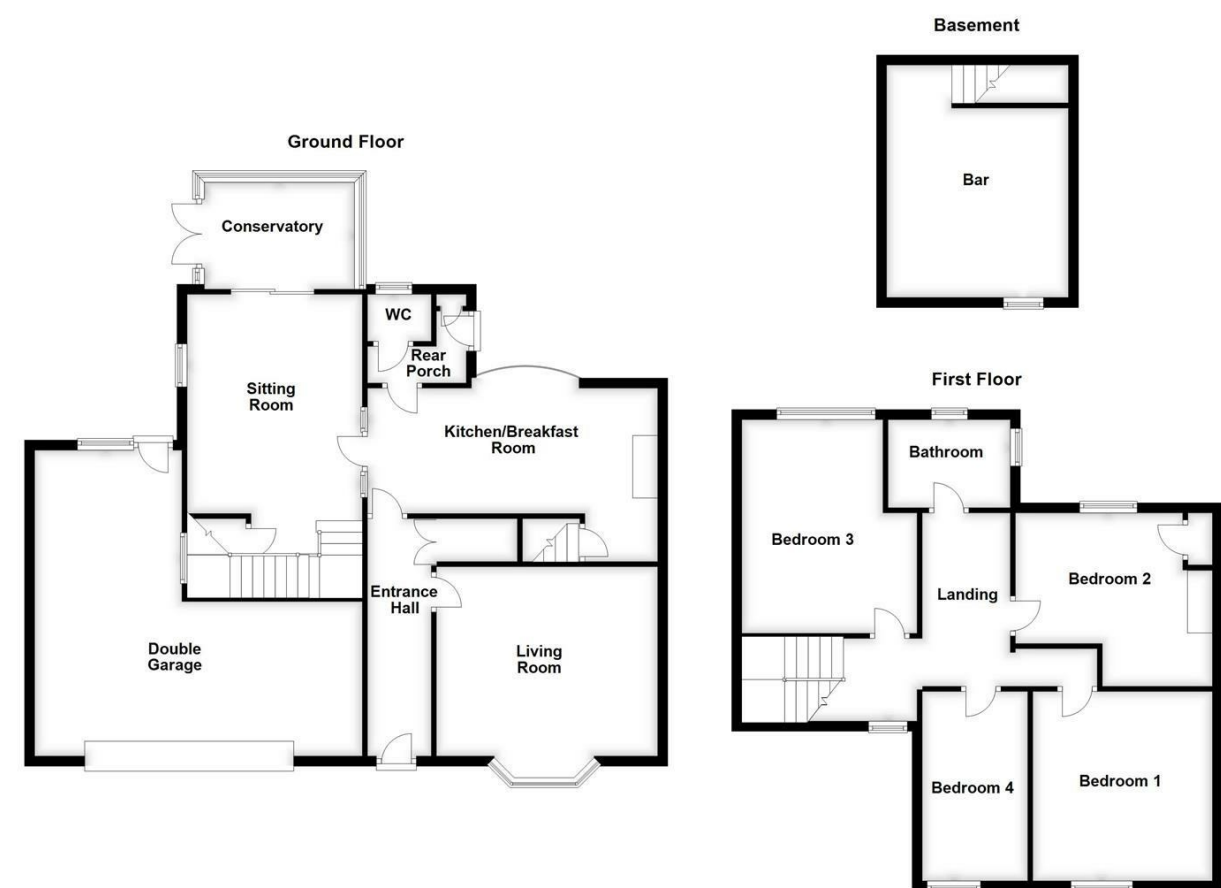 Basement
Bar
Ground Floor
Conservatory
WC
Rear
Porch
Sitting
Room
Kitchen/Breakfast
Room
Entrance
Hall
Double
Garage
Living
Room
First Floor
Bathroom
Bedroom 3
Bedroom 2
Landing
Bedroom 4
Bedroom 1